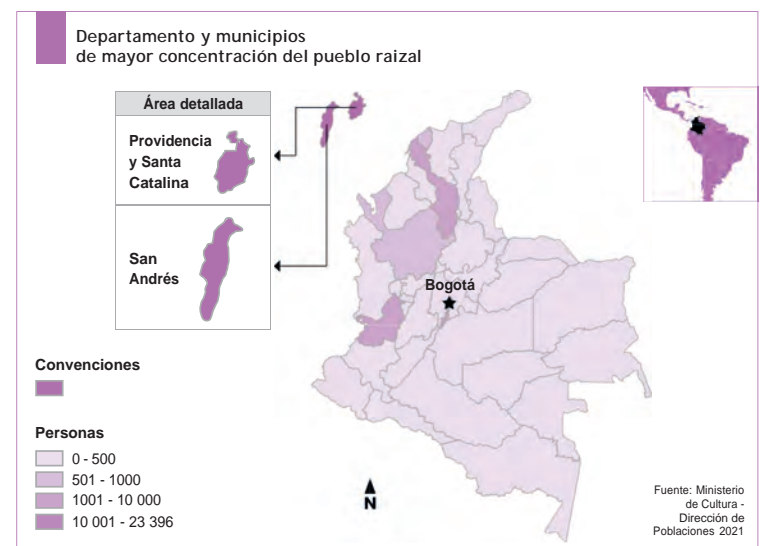 Departamento y municipios
de mayor concentración del pueblo raizal
Área detallada
Providencia
y Santa
Catalina
San
Andrés
Bogotá
Convenciones
Personas
0 - 500
501 - 1000
1001 - 10 000
10 001 - 23 396
N
Fuente: Ministerio
de Cultura -
Dirección de
Poblaciones 2021